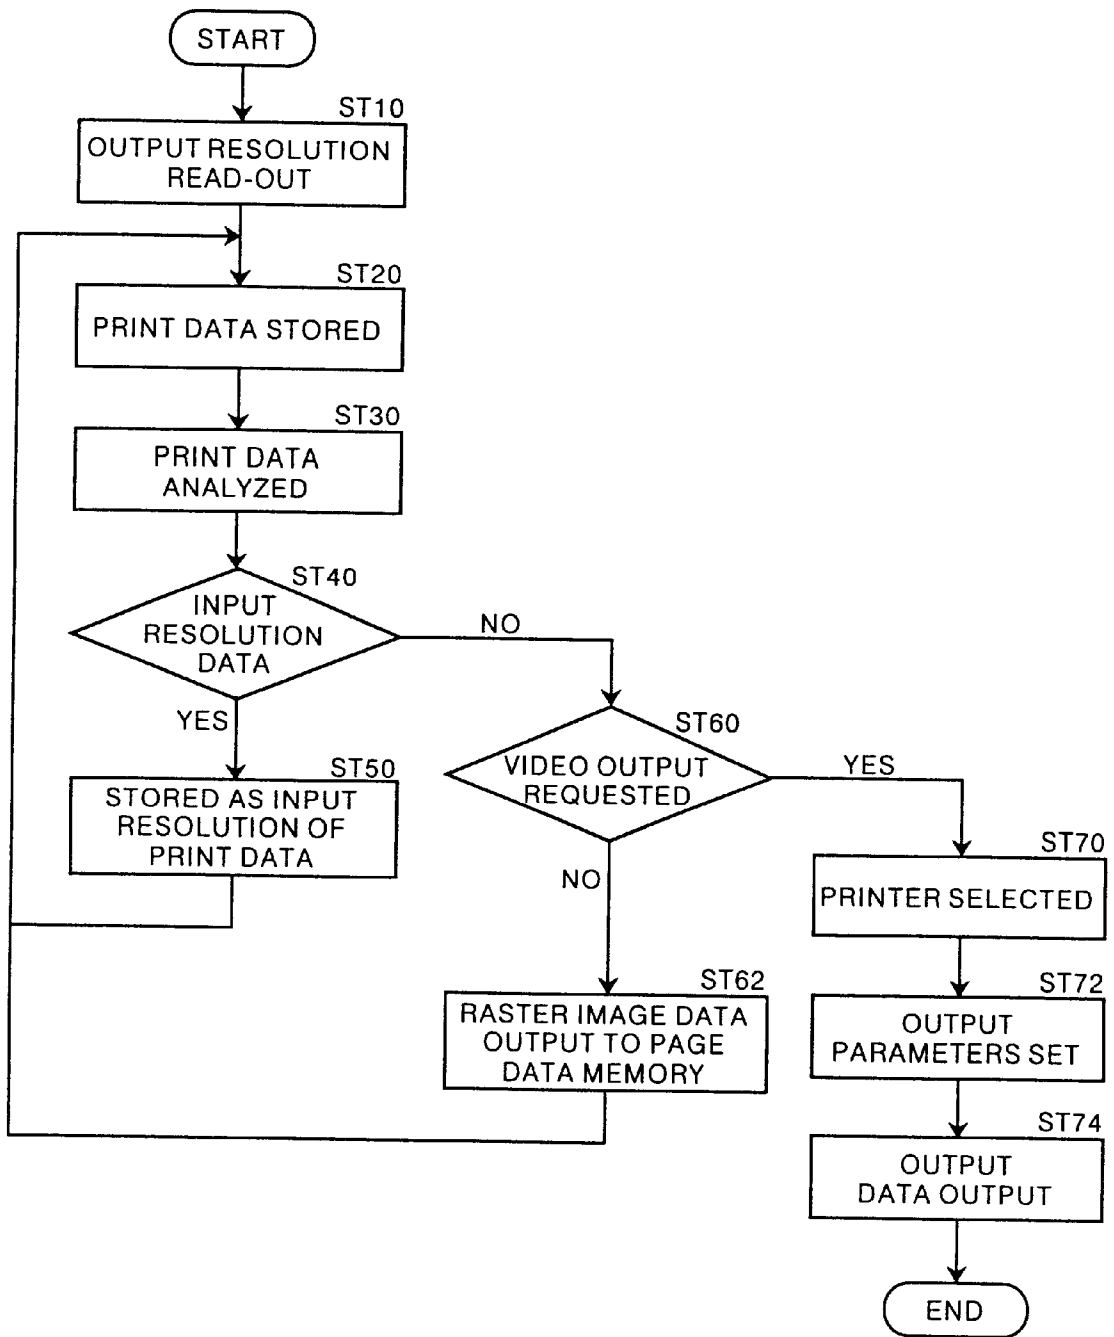 START
ST10
OUTPUT RESOLUTION
READ-OUT
ST20
PRINT DATA STORED
ST30
PRINT DATA
ANALYZED
ST40
INPUT
RESOLUTION
DATA
NO
YES
ST50
STORED AS INPUT
RESOLUTION OF
PRINT DATA
ST60
VIDEO OUTPUT
REQUESTED
YES
NO
ST62
RASTER IMAGE DATA
OUTPUT TO PAGE
DATA MEMORY
ST70
PRINTER SELECTED
ST72
OUTPUT
PARAMETERS SET
ST74
OUTPUT
DATA OUTPUT
END